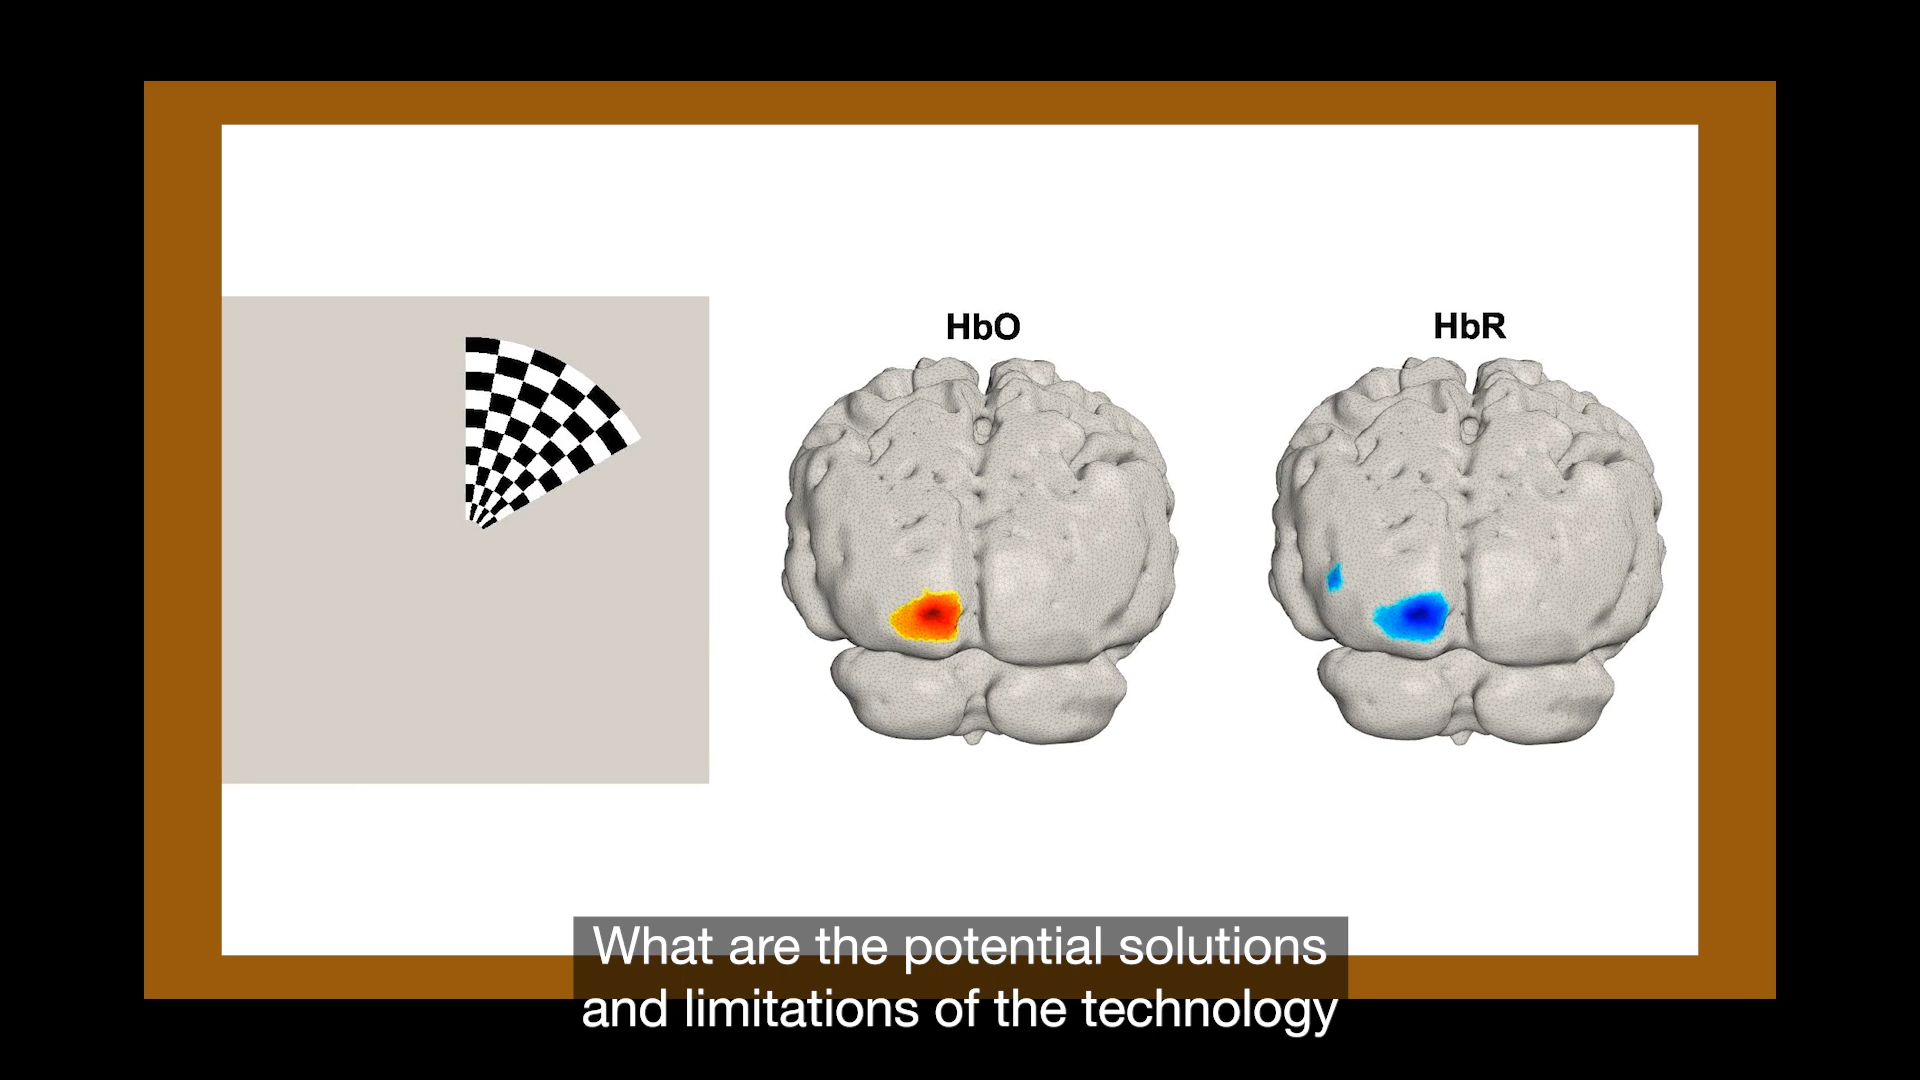 HbO
HbR
What are the potential solutions
and limitations of the technology